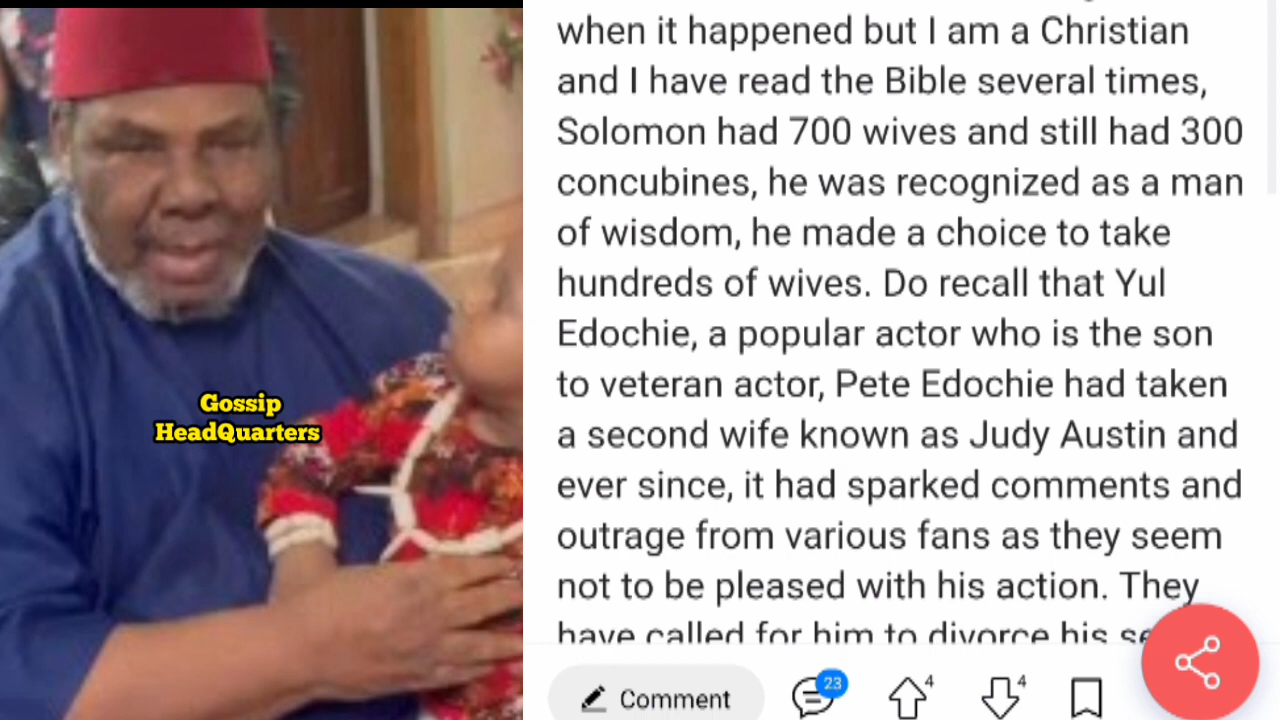 Gossip
HeadQuarters
when it happened but I am a Christian
and I have read the Bible several times,
Solomon had 700 wives and still had 300
concubines, he was recognized as a man
of wisdom, he made a choice to take
hundreds of wives. Do recall that Yul
Edochie, a popular actor who is the son
to veteran actor, Pete Edochie had taken
a second wife known as Judy Austin and
ever since, it had sparked comments and
outrage from various fans as they seem
not to be pleased with his action. They
have called for him to divorce his se
Comment
23
4
4